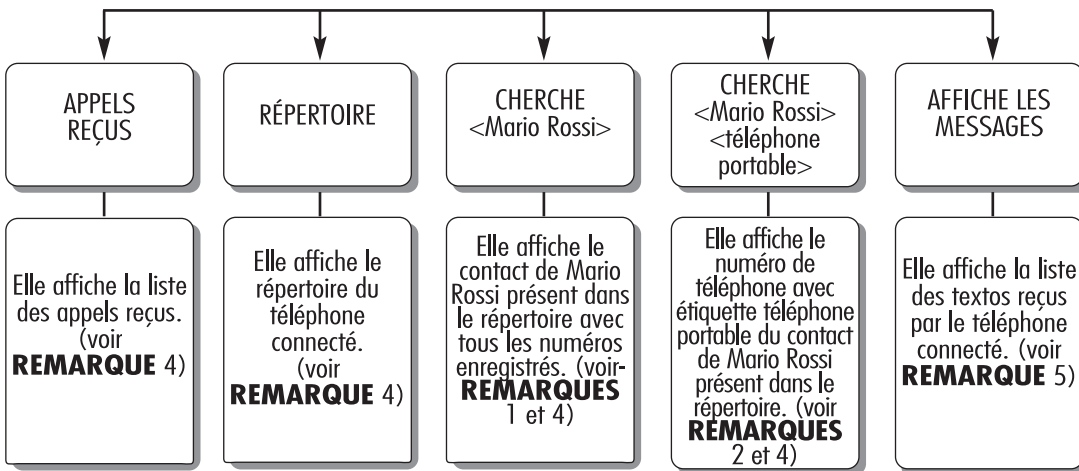 APPELS
REÇUS
RÉPERTOIRE
CHERCHE
<Mario Rossi>
CHERCHE
<Mario Rossi>
<téléphone
portable>
AFFICHE LES
MESSAGES
Elle affiche la liste
des appels reçus.
(voir
REMARQUE 4)
Elle affiche le
répertoire du
téléphone
connecté.
(voir
REMARQUE 4)
Elle affiche le
contact de Mario
Rossi présent dans
le répertoire avec
tous les numéros
enregistrés. (voir-
REMARQUES
1 et 4)
Elle affiche le
numéro de
téléphone avec
étiquette téléphone
portable du contact
de Mario Rossi
présent dans le
répertoire. (voir
REMARQUES
2 et 4)
Elle affiche la liste
des textos reçus
par le téléphone
connecté. (voir
REMARQUE 5)